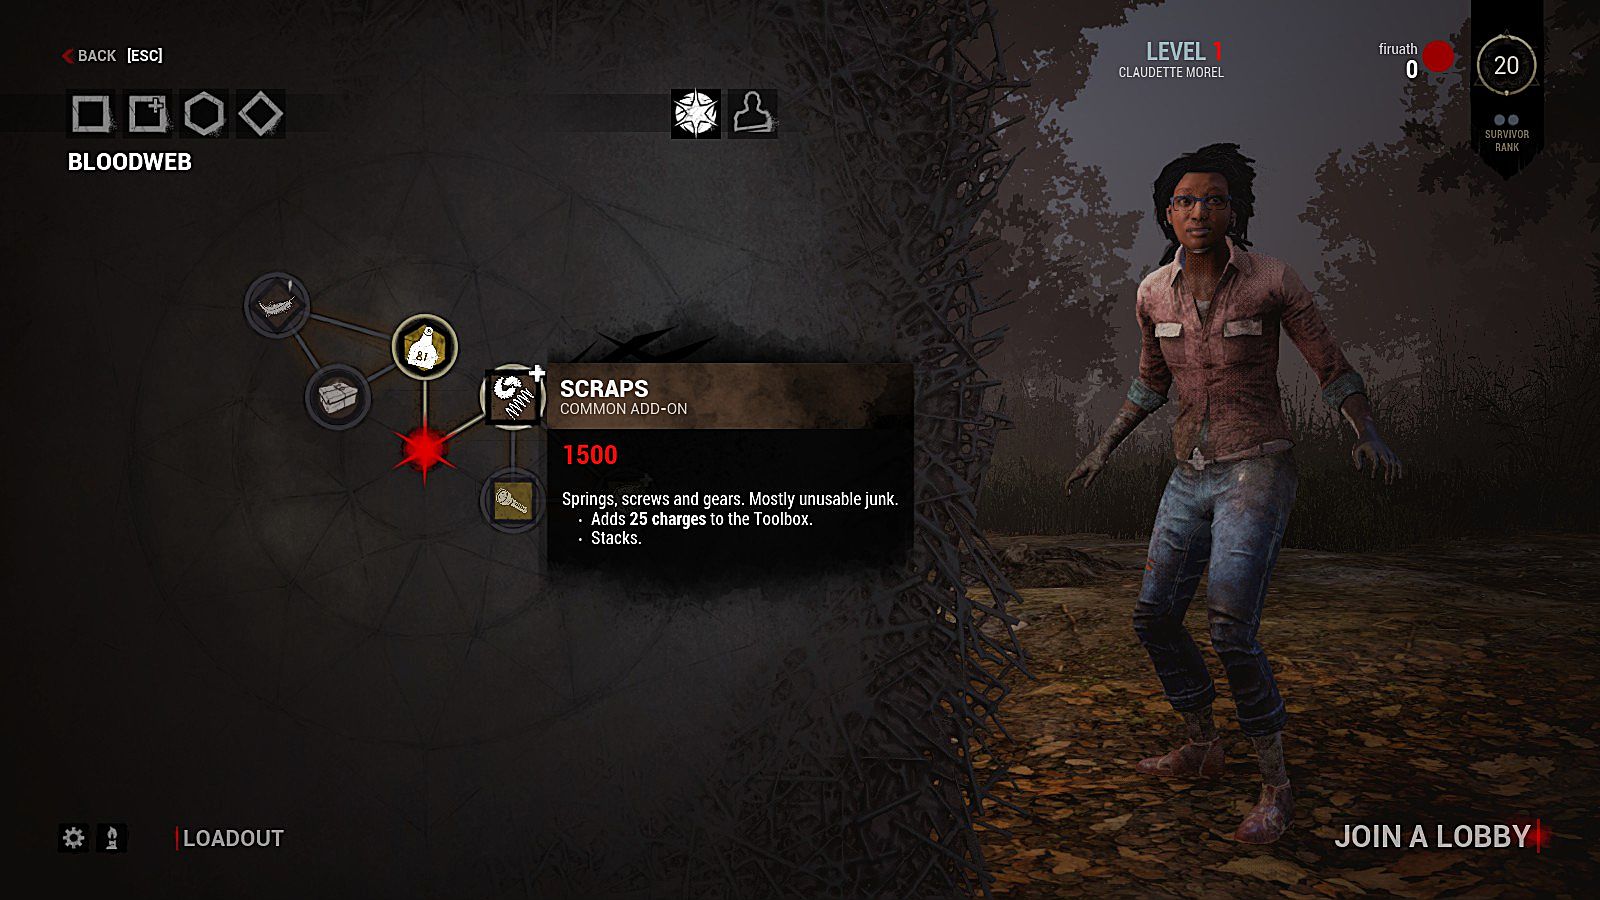 BACK [ESC]
BLOODWEB
LEVEL 1
CLAUDETTE MOREL
firuath
0
20
SURVIVOR
RANK
81
SCRAPS
COMMON ADD-ON
1500
Springs, screws and gears. Mostly unusable junk.
· Adds 25 charges to the Toolbox.
· Stacks.
LOADOUT
JOIN A LOBBY